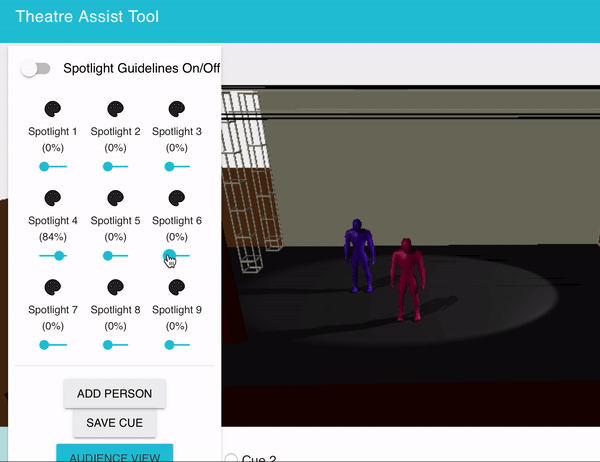 Theatre Assist Tool
Spotlight Guidelines On/Off
Spotlight 1 Spotlight 2 Spotlight 3
(0%) (0%) (0%)
Spotlight 4 Spotlight 5 Spotlight 6
(84%) (0%) (0%)
Spotlight 7 Spotlight 8 Spotlight 9
(0%) (0%) (0%)
ADD PERSON
SAVE CUE
AUDIENCE VIEW
Cue 2